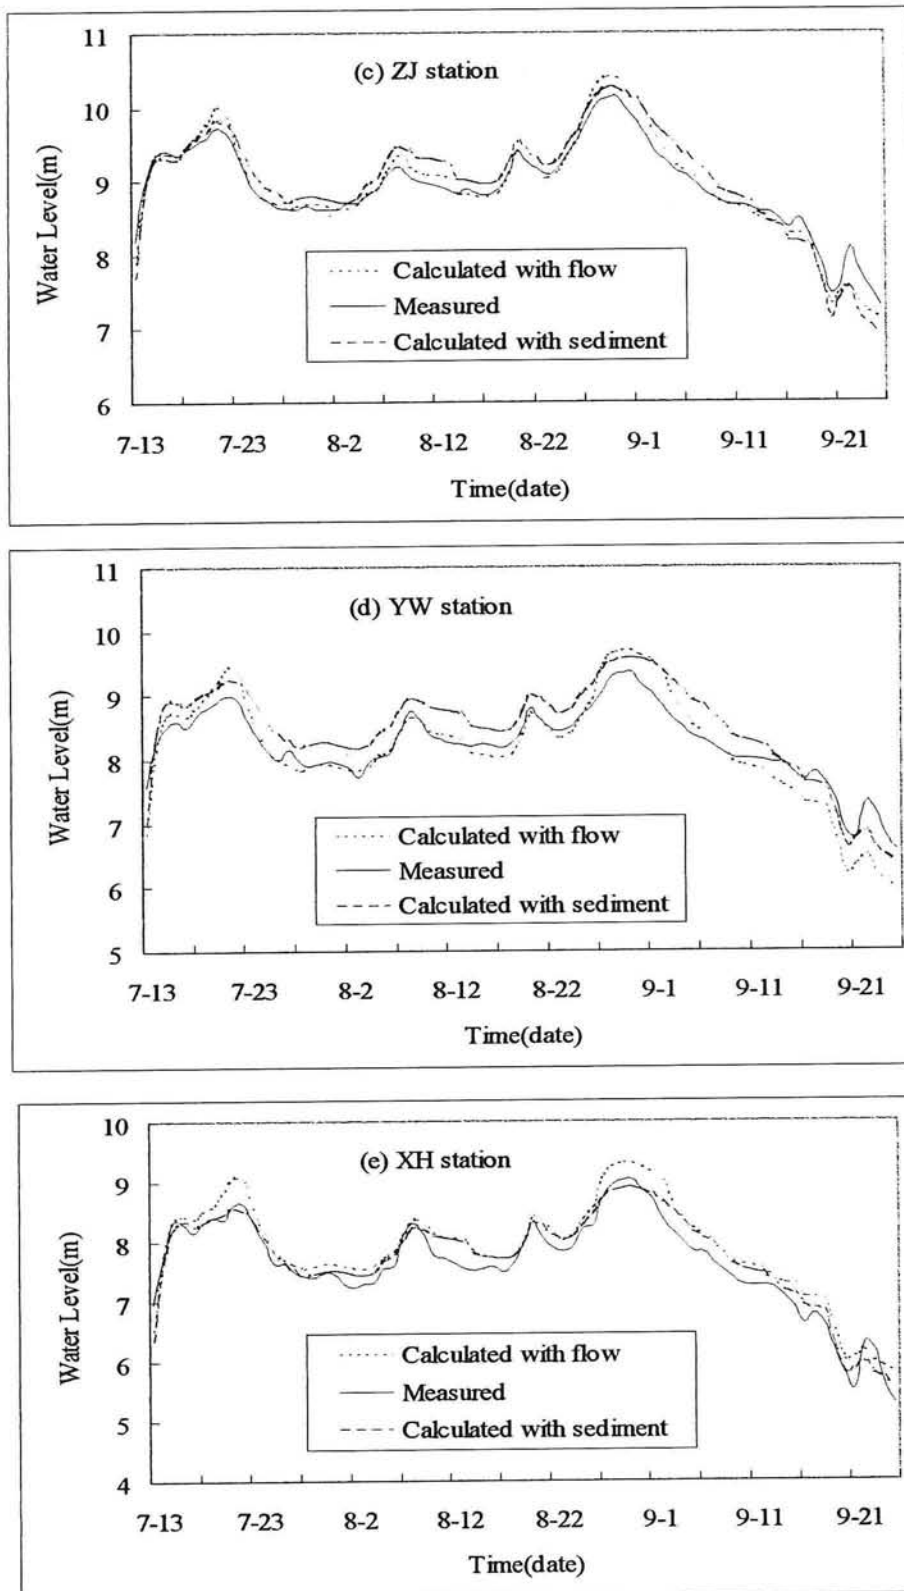 (c) ZJ station
Water Level(m)
11
10
9
8
7
6
Calculated with flow
Measured
Calculated with sediment
7-13 7-23 8-2 8-12 8-22 9-1 9-11 9-21
Time(date)
(d) YW station
Water Level(m)
11
10
9
8
7
6
5
Calculated with flow
Measured
Calculated with sediment
7-13 7-23 8-2 8-12 8-22 9-1 9-11 9-21
Time(date)
(e) XH station
Water Level(m)
10
9
8
7
6
5
4
Calculated with flow
Measured
Calculated with sediment
7-13 7-23 8-2 8-12 8-22 9-1 9-11 9-21
Time(date)